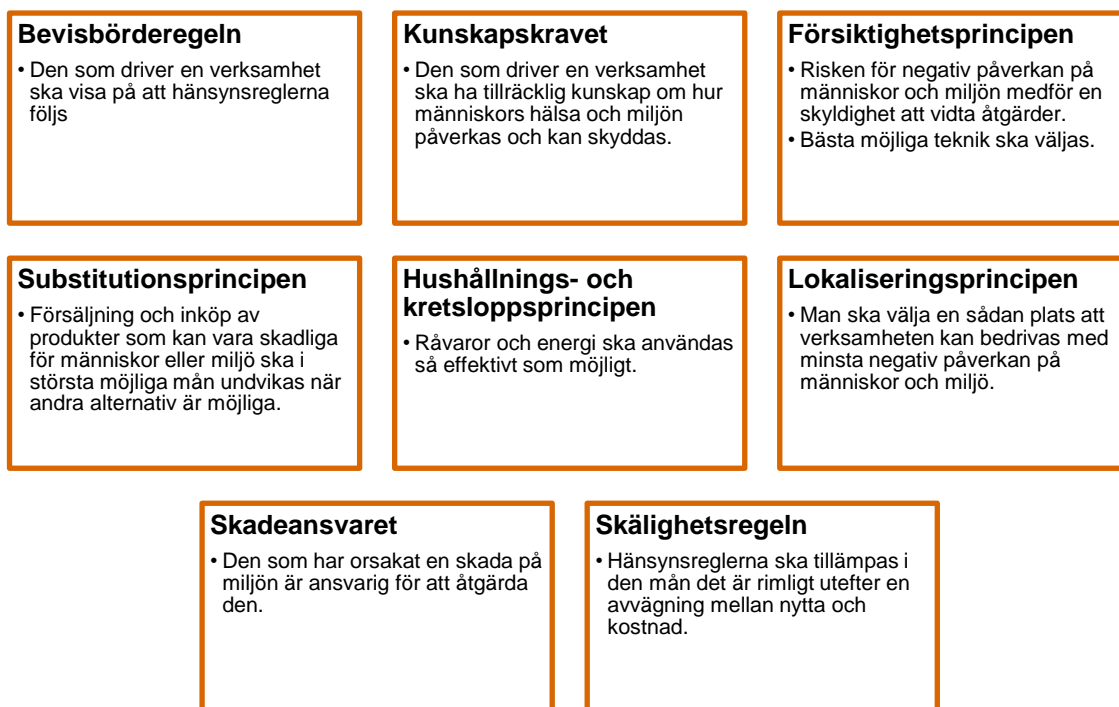 Bevisbörderegeln
• Den som driver en verksamhet
ska visa på att hänsynsreglerna
följs
Kunskapskravet
• Den som driver en verksamhet
ska ha tillräcklig kunskap om hur
människors hälsa och miljön
påverkas och kan skyddas.
Försiktighetsprincipen
• Risken för negativ påverkan på
människor och miljön medför en
skyldighet att vidta åtgärder.
• Bästa möjliga teknik ska väljas.
Substitutionsprincipen
• Försäljning och inköp av
produkter som kan vara skadliga
för människor eller miljö ska i
största möjliga mån undvikas när
andra alternativ är möjliga.
Hushållnings- och
kretsloppsprincipen
• Råvaror och energi ska användas
så effektivt som möjligt.
Lokaliseringsprincipen
• Man ska välja en sådan plats att
verksamheten kan bedrivas med
minsta negativ påverkan på
människor och miljö.
Skadeansvaret
• Den som har orsakat en skada på
miljön är ansvarig för att åtgärda
den.
Skälighetsregeln
• Hänsynsreglerna ska tillämpas i
den mån det är rimligt utefter en
avvägning mellan nytta och
kostnad.